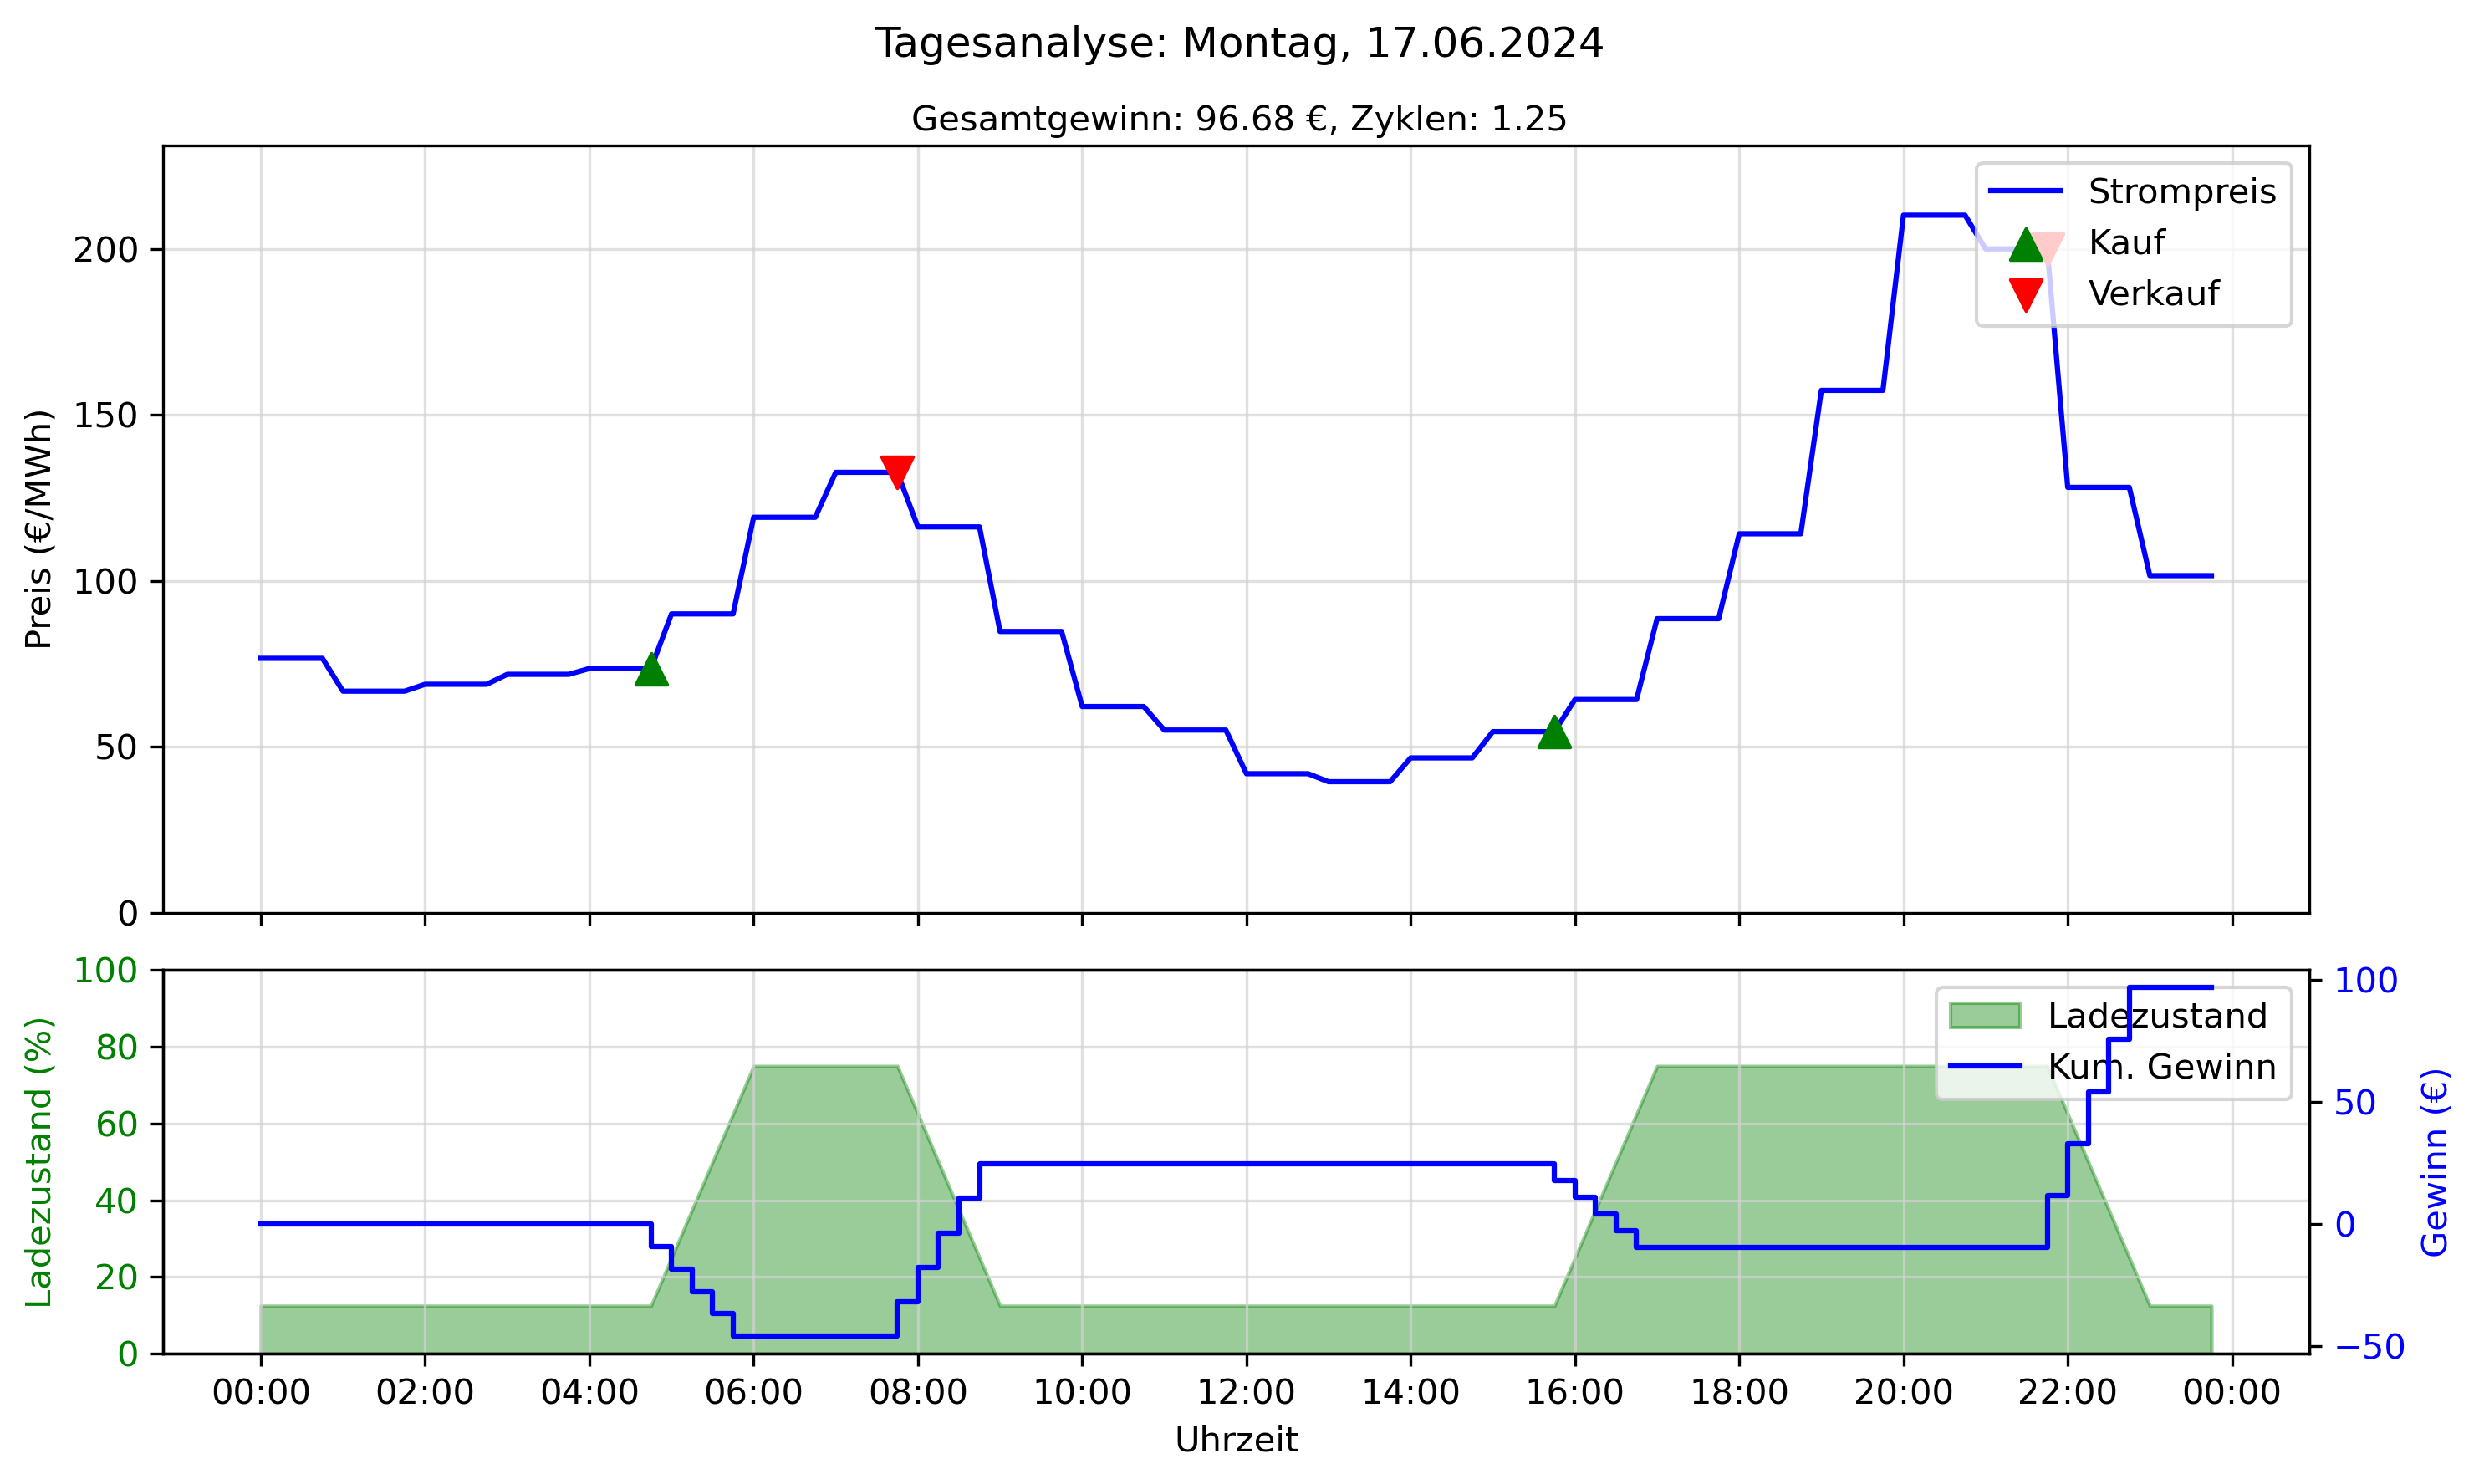 Tagesanalyse: Montag, 17.06.2024
Gesamtgewinn: 96.68 €, Zyklen: 1.25
Preis (€/MWh)
200
150
100
50
0
Strompreis
Kauf
Verkauf
Ladezustand (%)
100
80
60
40
20
0
Ladezustand
Kum. Gewinn
100
50
0
−50
Gewinn (€)
00:00 02:00 04:00 06:00 08:00 10:00 12:00 14:00 16:00 18:00 20:00 22:00 00:00
Uhrzeit